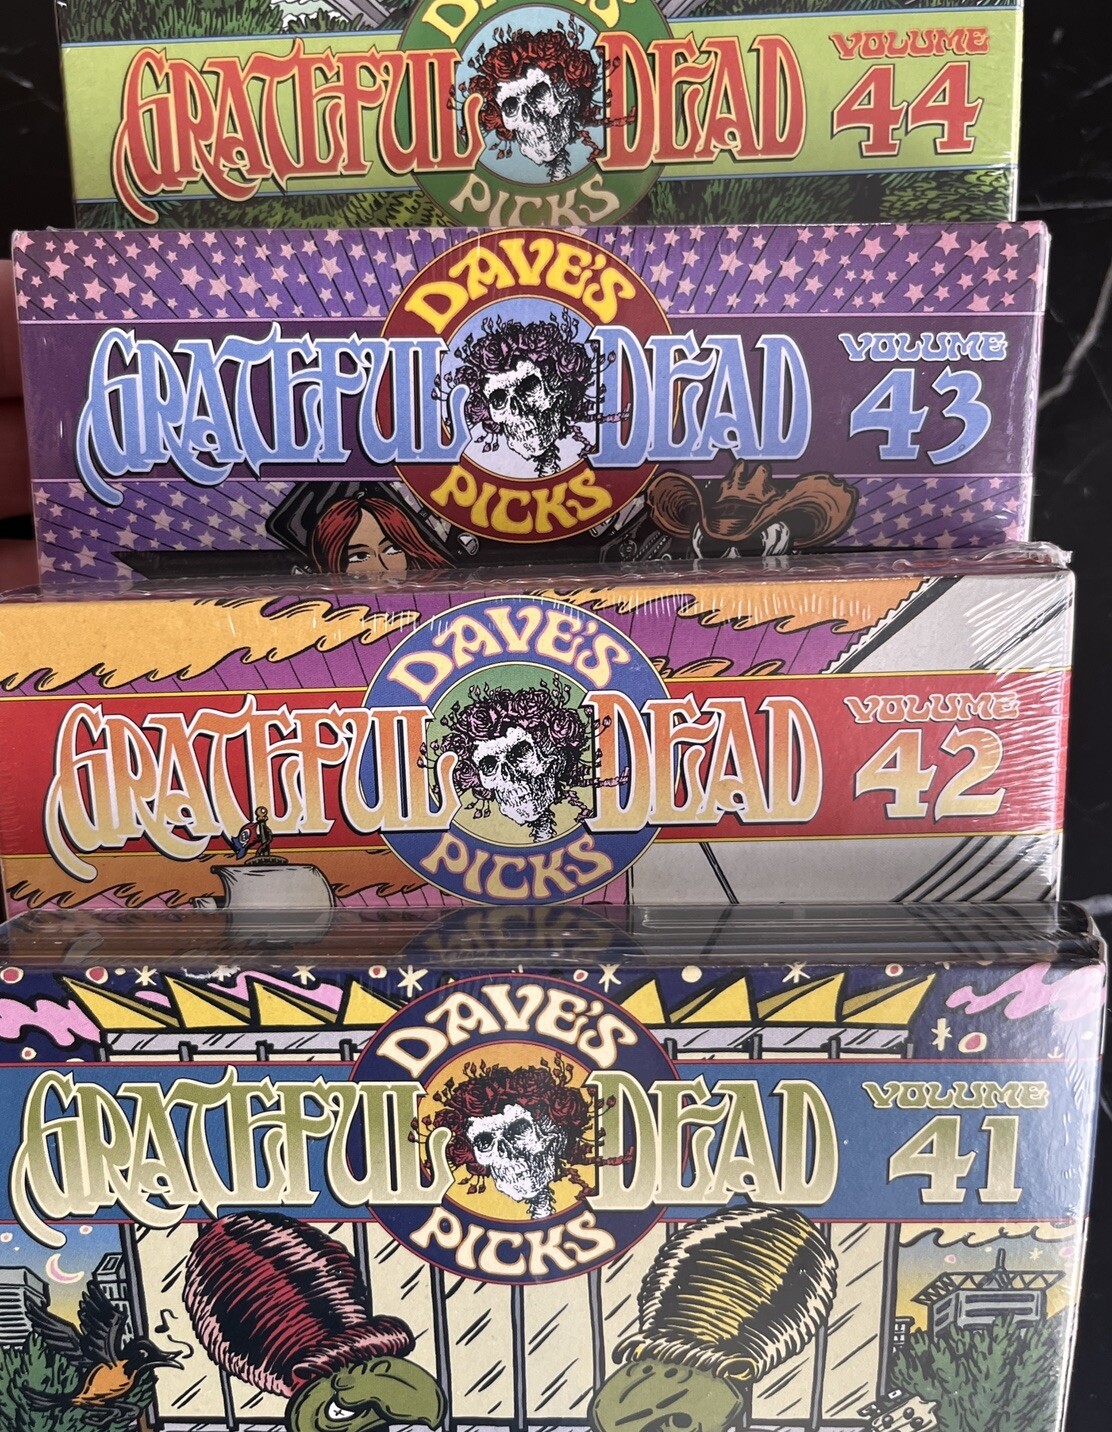 DAVE'S
GRATEFUL DEAD
VOLUME
44
PICKS
DAVE'S
GRATEFUL DEAD
VOLUME
43
PICKS
DAVE'S
GRATEFUL DEAD
VOLUME
42
PICKS
DAVE'S
GRATEFUL DEAD
VOLUME
41
PICKS